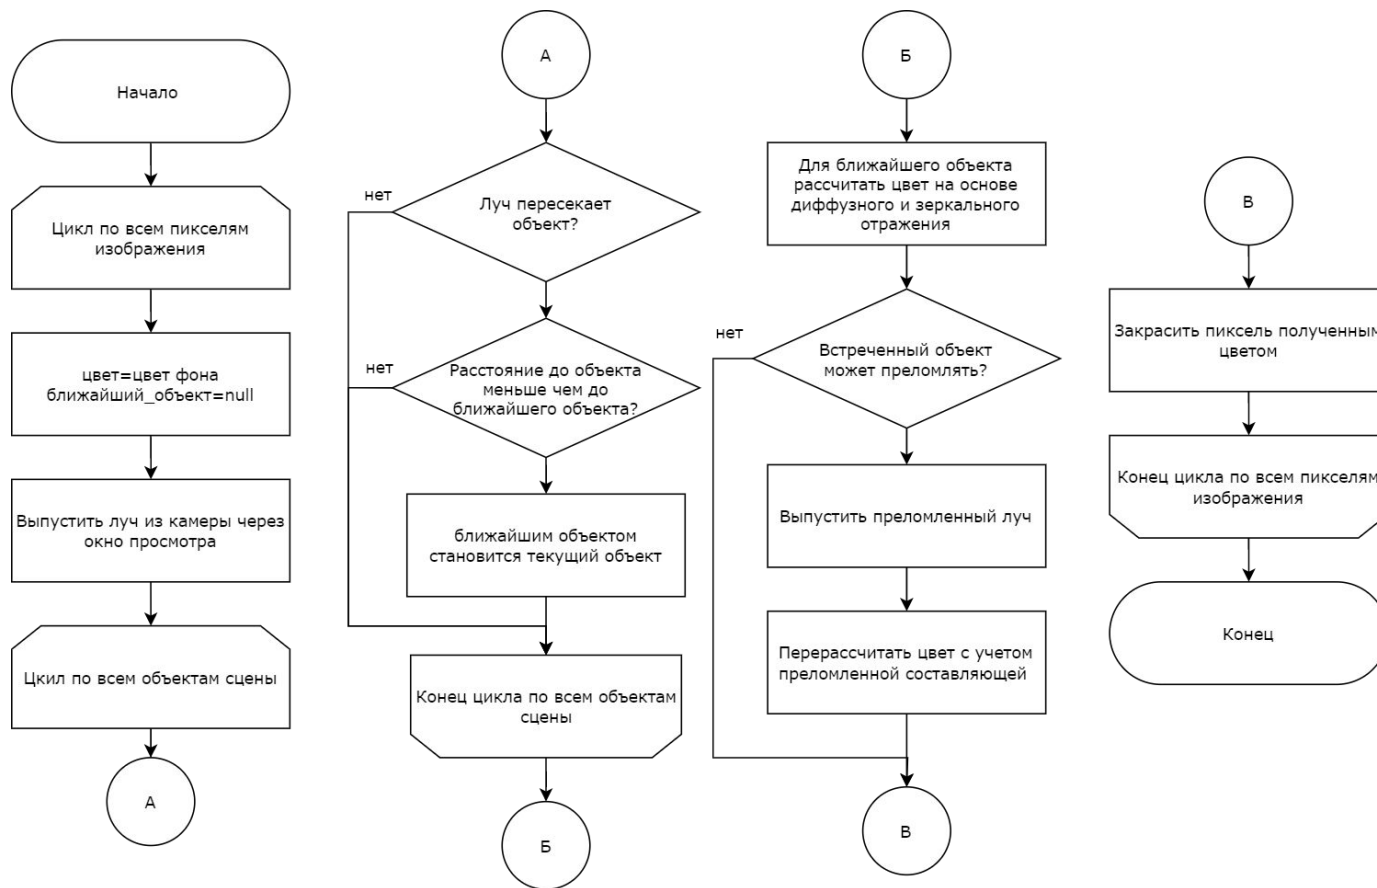 Начало
Цикл по всем пикселям
изображения
цвет=цвет фона
ближайший_объект=null
Выпустить луч из камеры через
окно просмотра
Цкил по всем объектам сцены
А
А
Луч пересекает
объект?
нет
Расстояние до объекта
меньше чем до
ближайшего объекта?
нет
ближайшим объектом
становится текущий объект
Конец цикла по всем объектам
сцены
Б
Б
Для ближайшего объекта
рассчитать цвет на основе
диффузного и зеркального
отражения
Встреченный объект
может преломлять?
нет
Выпустить преломленный луч
Перерассчитать цвет с учетом
преломленной составляющей
В
В
Закрасить пиксель полученным
цветом
Конец цикла по всем пикселям
изображения
Конец